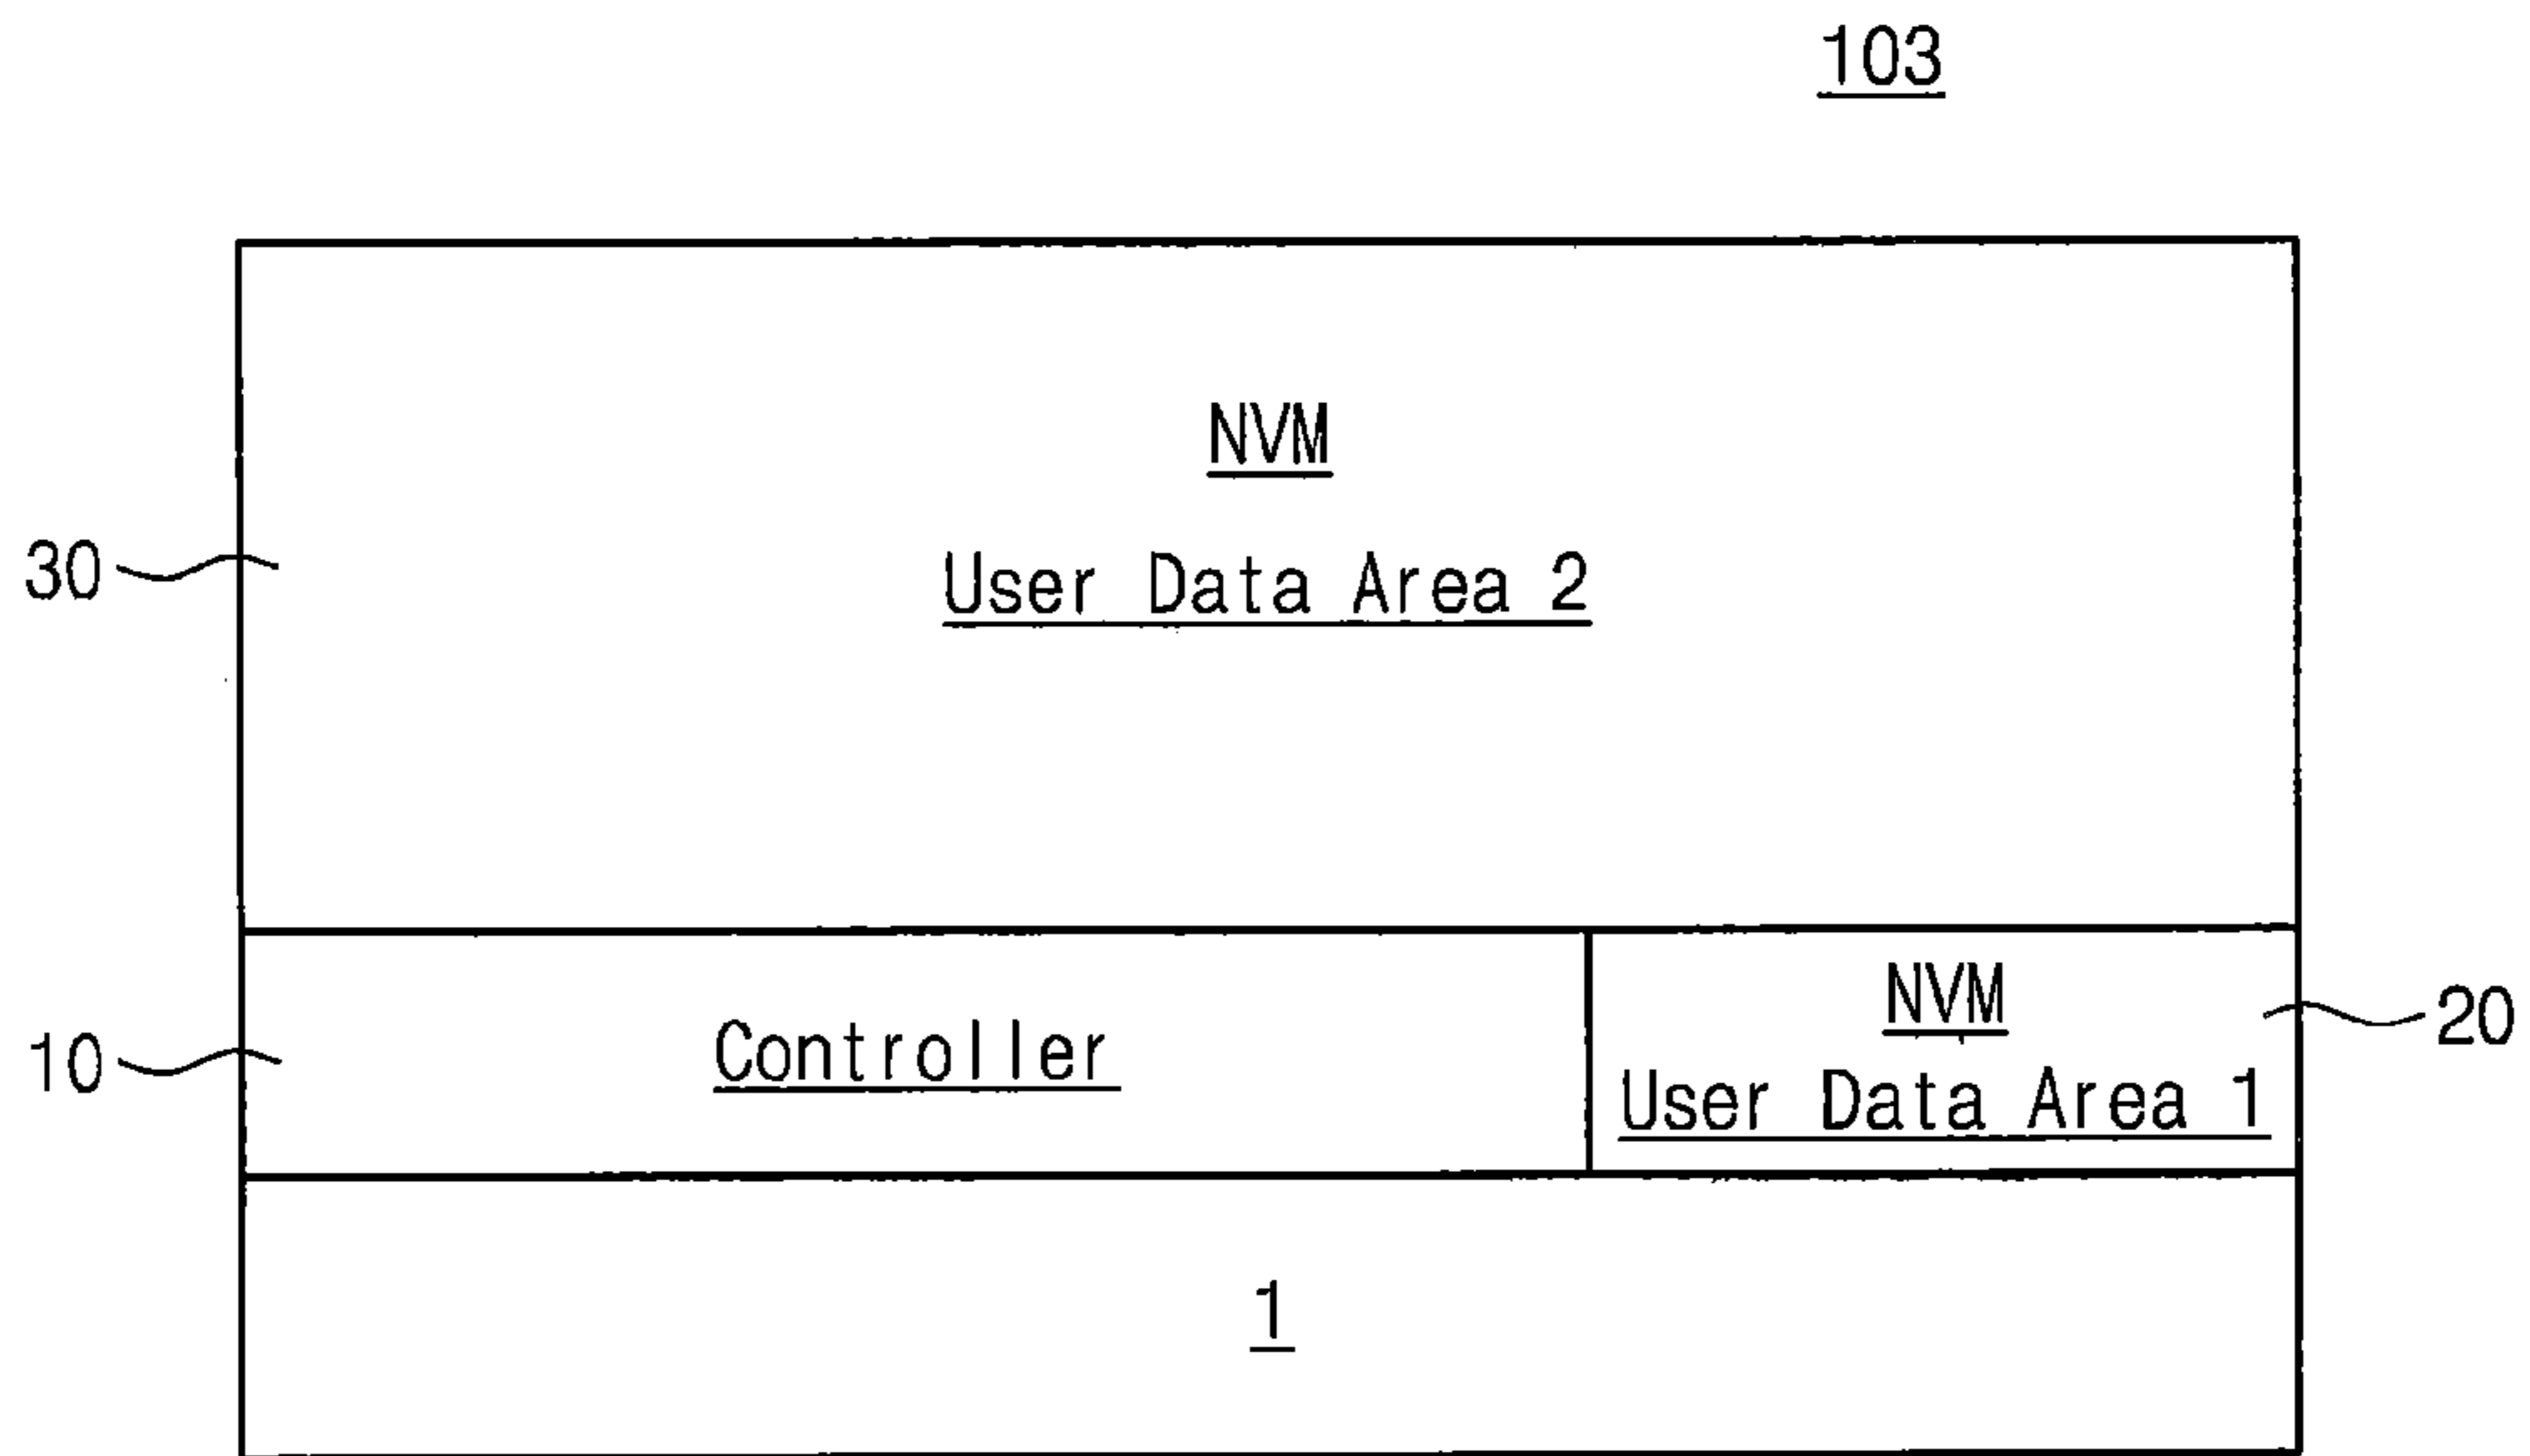 103
NVM
30
User Data Area 2
NVM
20
10
Controller
User Data Area 1
1